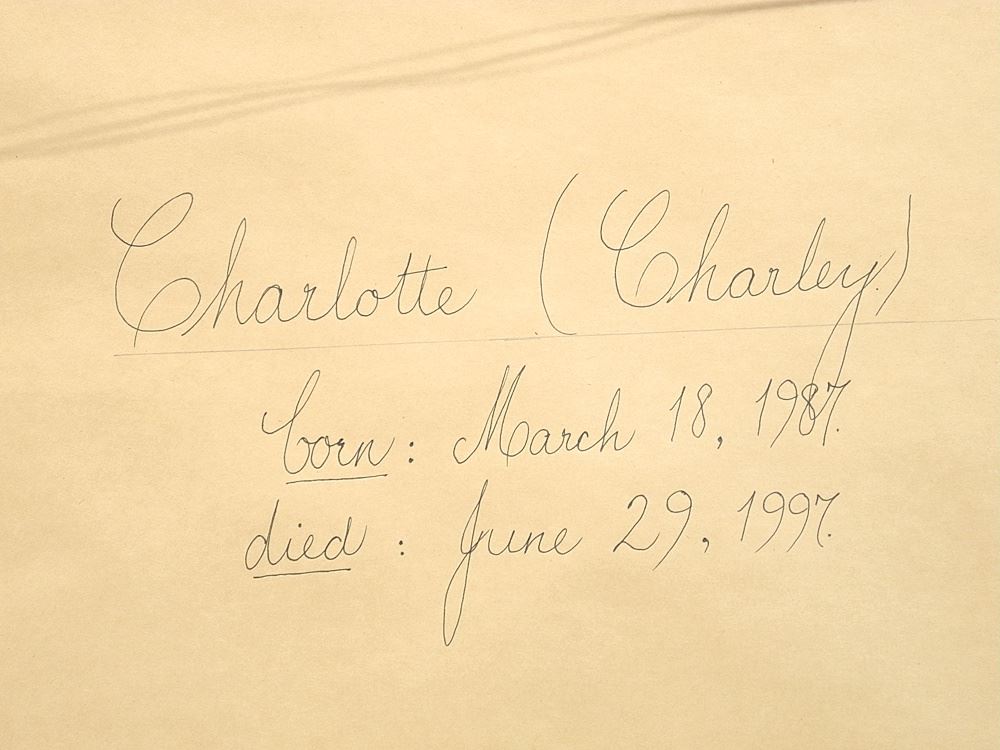 Charlotte (Charley.)
born: March 18, 1987.
died: June 29, 1997.